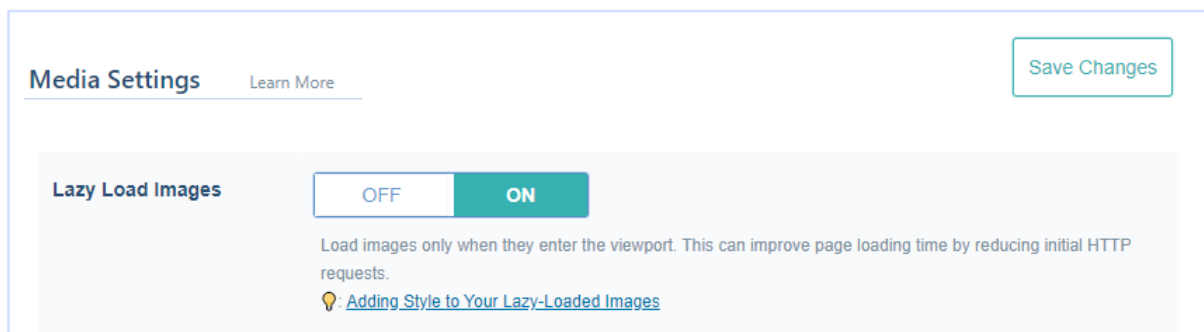 Media Settings Learn More
Save Changes
Lazy Load Images
OFF ON
Load images only when they enter the viewport. This can improve page loading time by reducing initial HTTP
requests.
: Adding Style to Your Lazy-Loaded Images